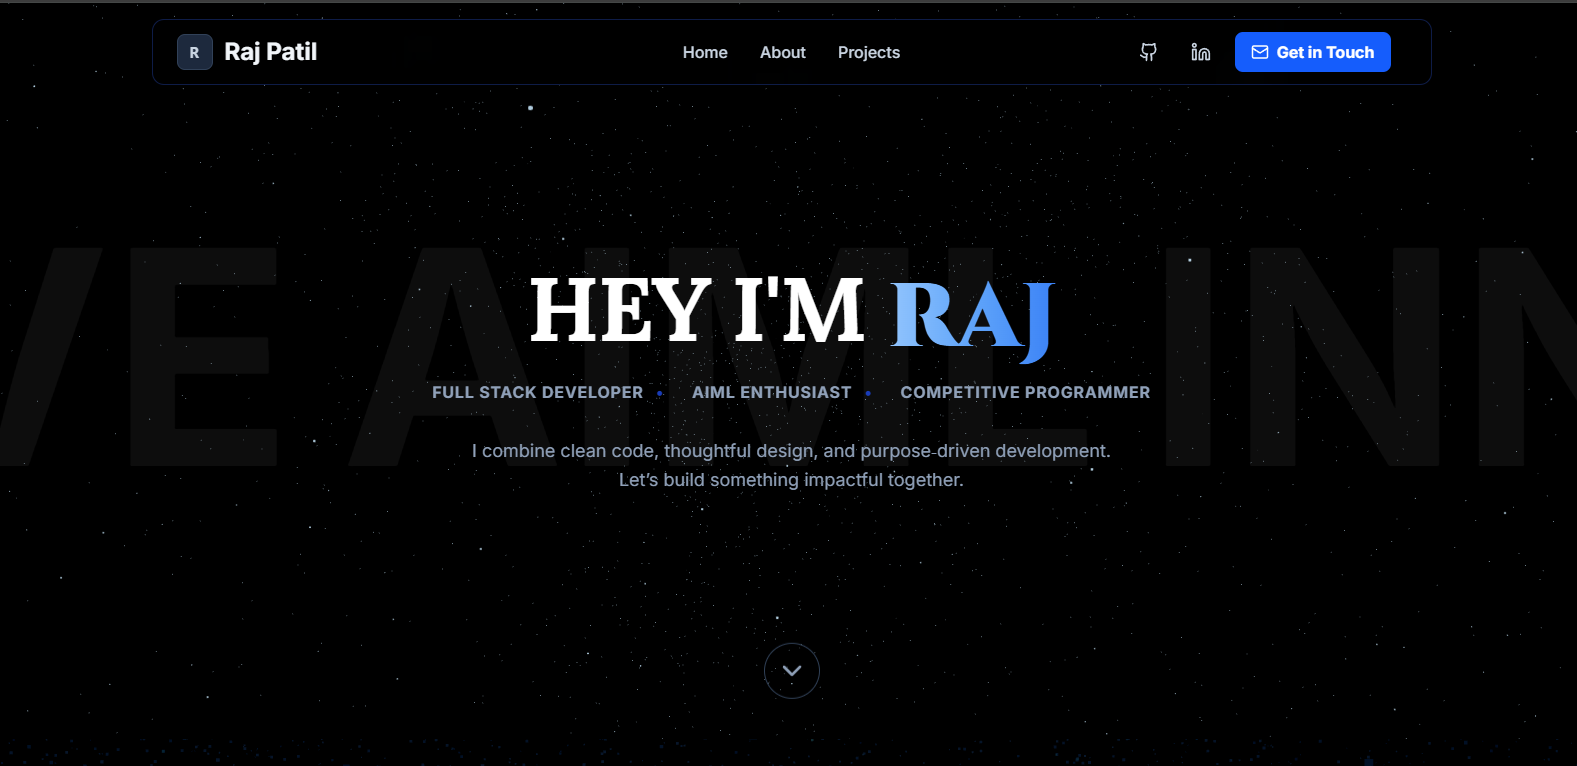 R Raj Patil Home About Projects Get in Touch
VE AIML INN
HEY I'M RAJ
FULL STACK DEVELOPER • AIML ENTHUSIAST • COMPETITIVE PROGRAMMER
I combine clean code, thoughtful design, and purpose-driven development.
Let’s build something impactful together.